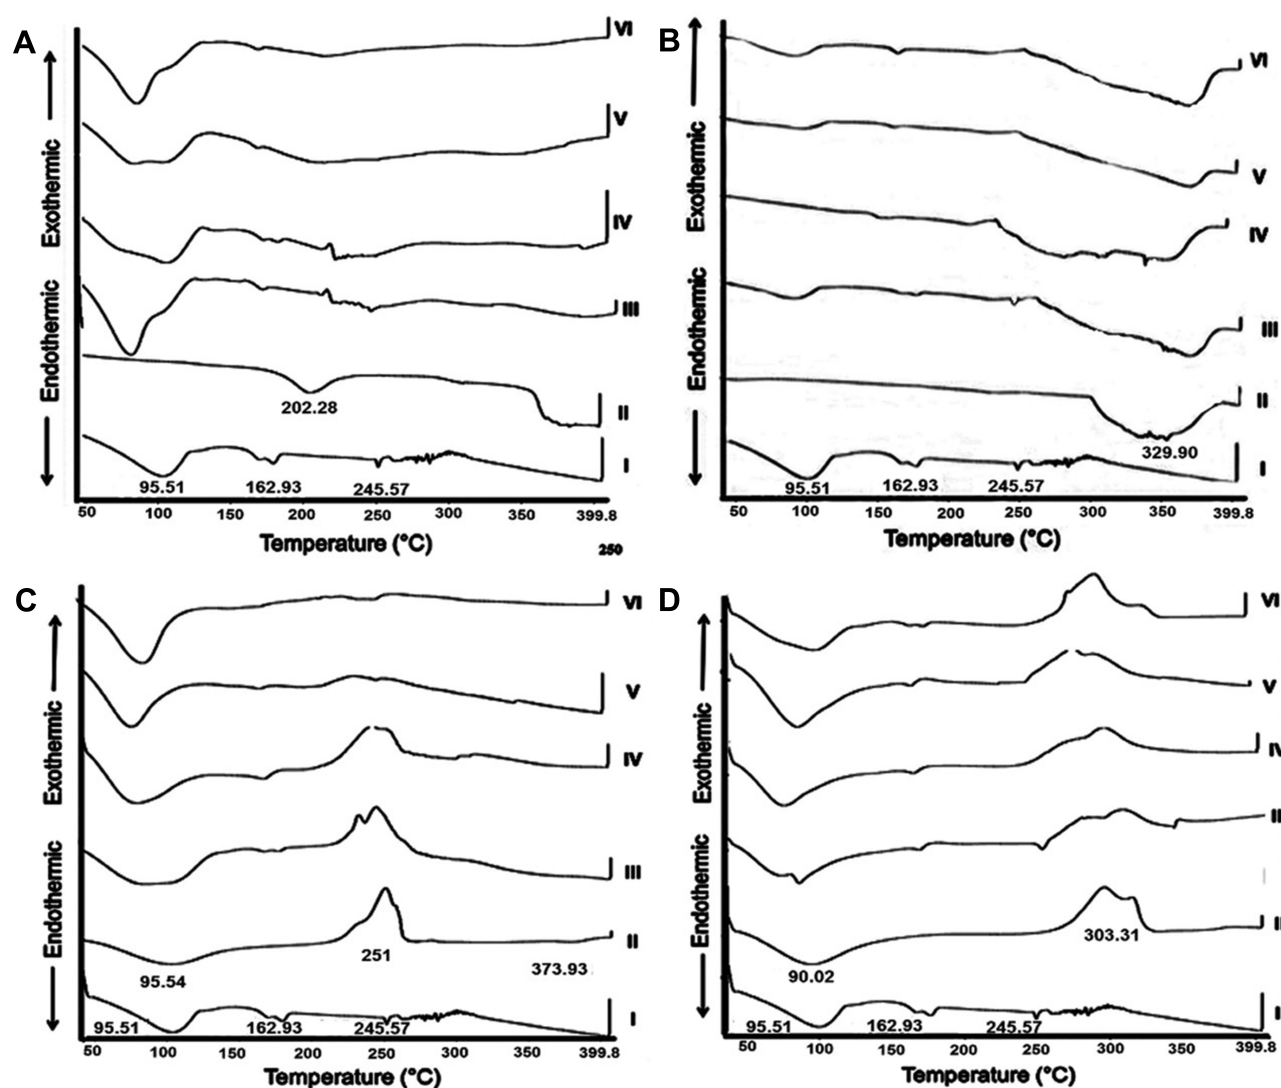 A
Exothermic
Endothermic
VI
V
IV
III
II
I
202.28
95.51 162.93 245.57
50 100 150 200 250 300 350 399.8
Temperature (°C)
250
B
Exothermic
Endothermic
VI
V
IV
III
II
I
329.90
95.51 162.93 245.57
50 100 150 200 250 300 350 399.8
Temperature (°C)
C
Exothermic
Endothermic
VI
V
IV
III
II
I
251
373.93
95.54
95.51 162.93 245.57
50 100 150 200 250 300 350 399.8
Temperature (°C)
D
Exothermic
Endothermic
VI
V
IV
II
I
I
303.31
90.02
95.51 162.93 245.57
50 100 150 200 250 300 350 399.8
Temperature (°C)